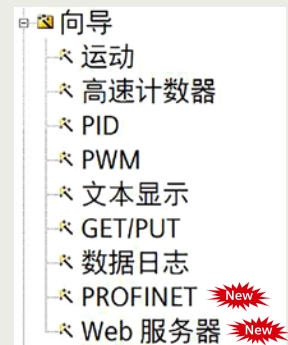 向导
运动
高速计数器
PID
PWM
文本显示
GET/PUT
数据日志
PROFINET New
Web 服务器 New